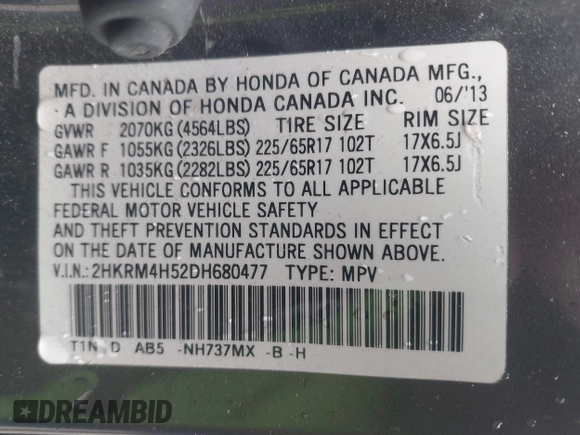 MFD. IN CANADA BY HONDA OF CANADA MFG.,
A DIVISION OF HONDA CANADA INC. 06/'13
GVWR 2070KG (4564LBS) TIRE SIZE RIM SIZE
GAWR F 1055KG (2326LBS) 225/65R17 102T 17X6.5J
GAWR R 1035KG (2282LBS) 225/65R17 102T 17X6.5J
THIS VEHICLE CONFORMS TO ALL APPLICABLE
FEDERAL MOTOR VEHICLE SAFETY
AND THEFT PREVENTION STANDARDS IN EFFECT
ON THE DATE OF MANUFACTURE SHOWN ABOVE.
V.I.N.: 2HKRM4H52DH680477 TYPE: MPV
T1N D AB5 -NH737MX -B -H
DREAMBID